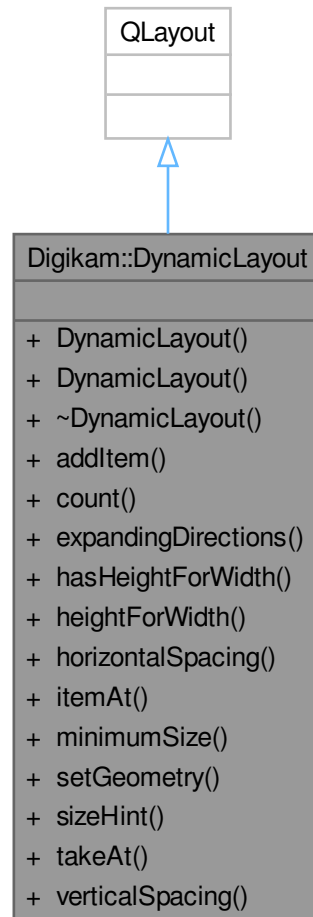 QLayout
Digikam::DynamicLayout
+ DynamicLayout()
+ DynamicLayout()
+ ~DynamicLayout()
+ addItem()
+ count()
+ expandingDirections()
+ hasHeightForWidth()
+ heightForWidth()
+ horizontalSpacing()
+ itemAt()
+ minimumSize()
+ setGeometry()
+ sizeHint()
+ takeAt()
+ verticalSpacing()